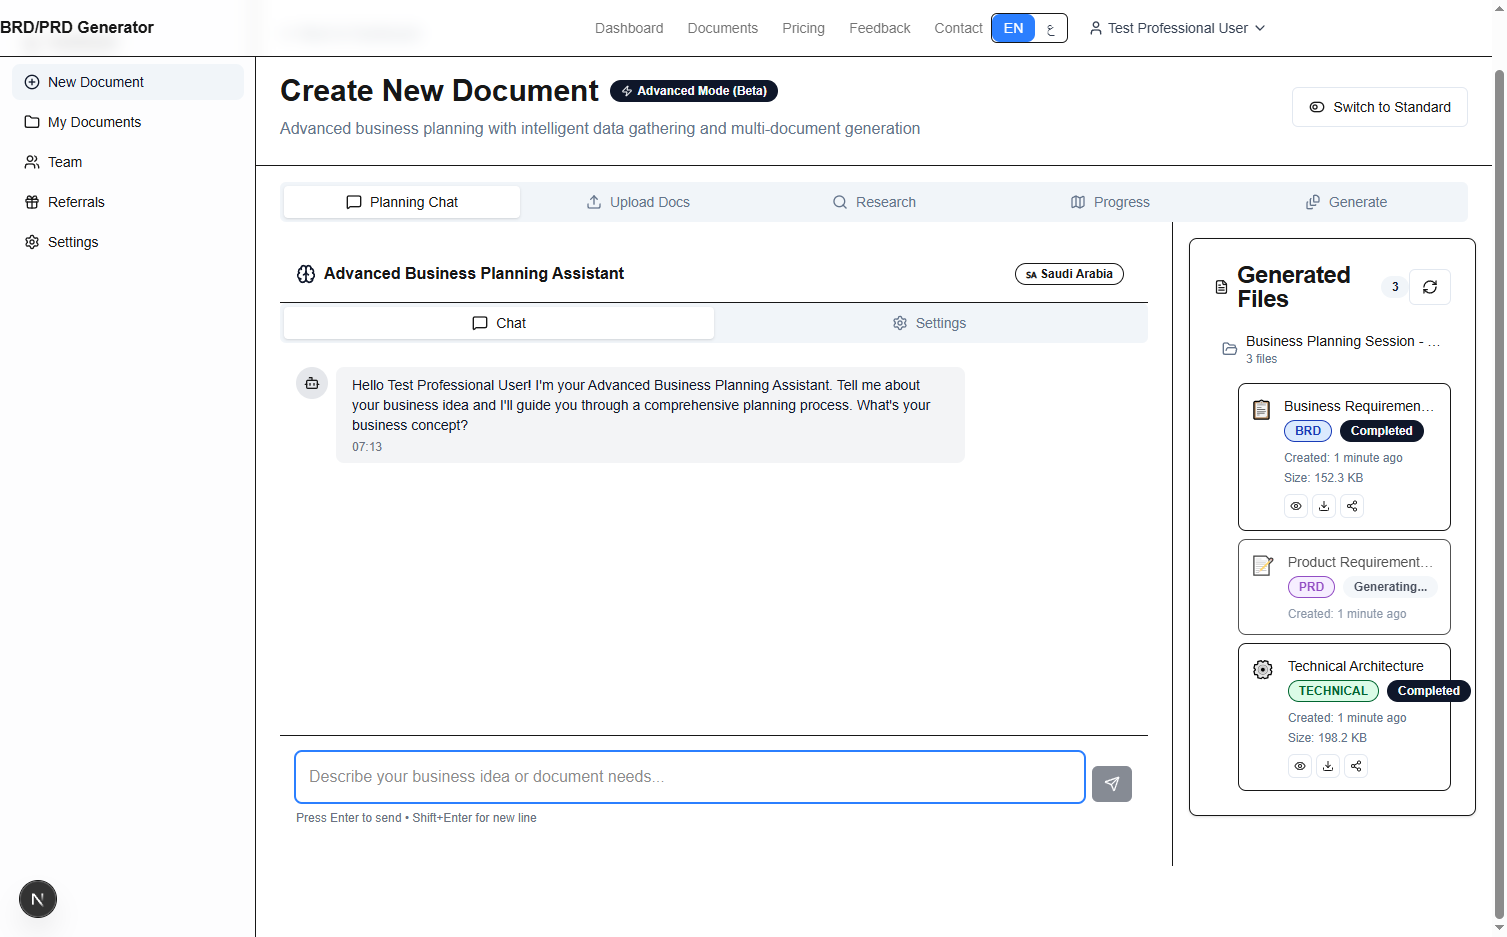 BRD/PRD Generator
Dashboard
Documents
Pricing
Feedback
Contact
EN
ع
Test Professional User
New Document
My Documents
Team
Referrals
Settings
Create New Document
Advanced Mode (Beta)
Advanced business planning with intelligent data gathering and multi-document generation
Switch to Standard
Planning Chat
Upload Docs
Research
Progress
Generate
Advanced Business Planning Assistant
SA Saudi Arabia
Chat
Settings
Hello Test Professional User! I'm your Advanced Business Planning Assistant. Tell me about
your business idea and I'll guide you through a comprehensive planning process. What's your
business concept?
07:13
Describe your business idea or document needs...
Press Enter to send • Shift+Enter for new line
Generated
Files
3
Business Planning Session - ...
3 files
Business Requiremen...
BRD
Completed
Created: 1 minute ago
Size: 152.3 KB
Product Requirement...
PRD
Generating...
Created: 1 minute ago
Technical Architecture
TECHNICAL
Completed
Created: 1 minute ago
Size: 198.2 KB
N